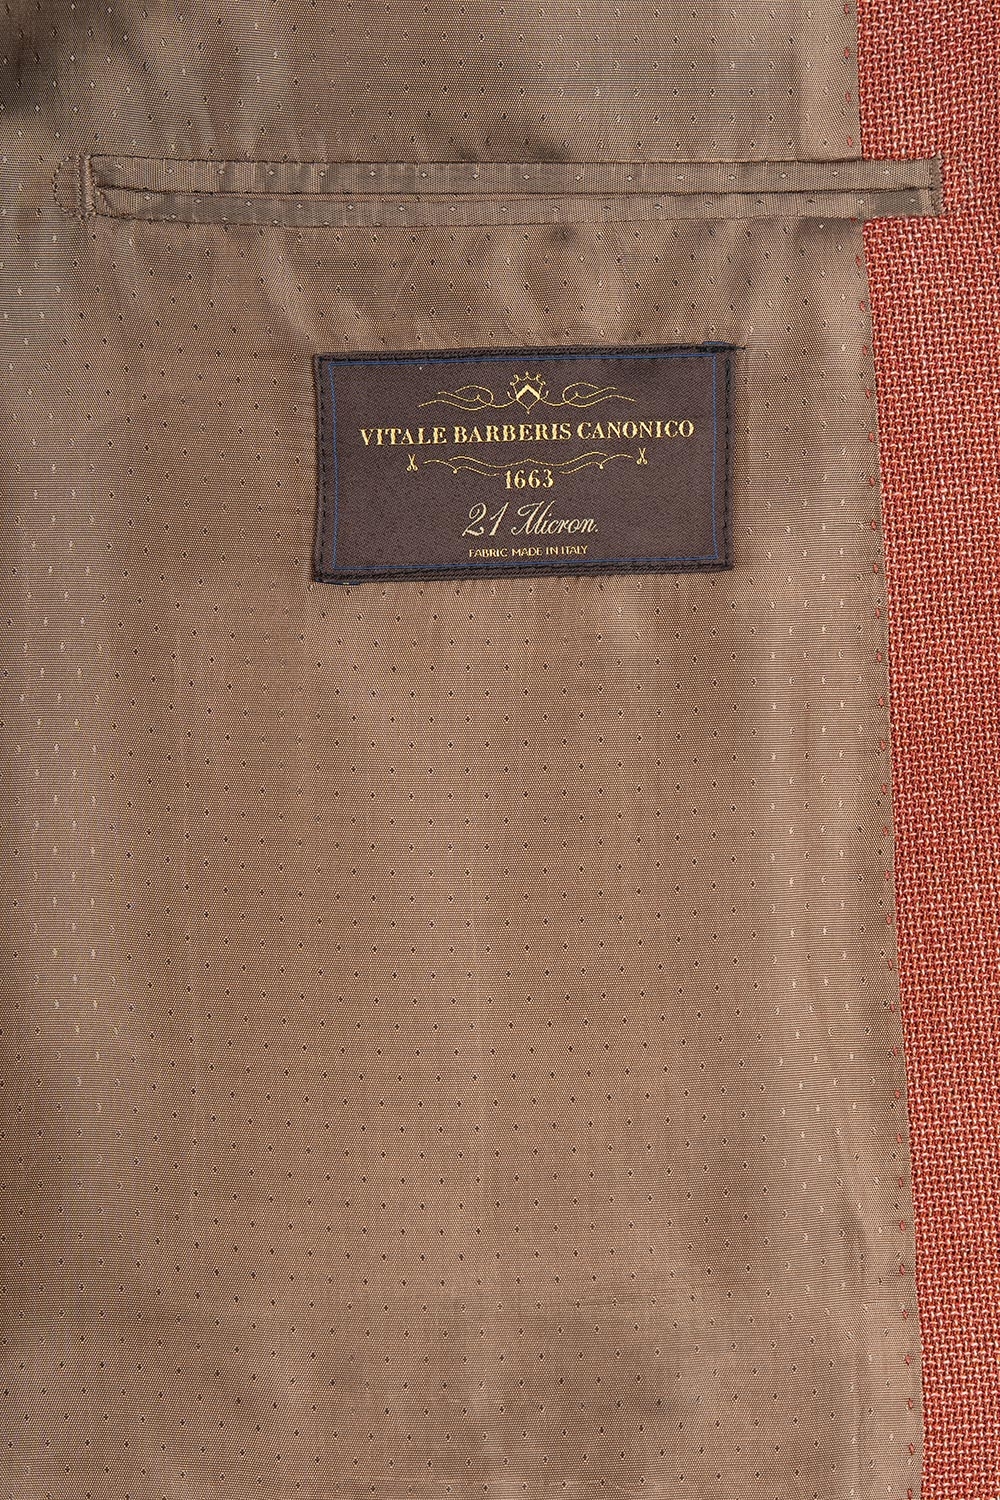 VITALE BARBERIS CANONICO
1663
21 Micron.
FABRIC MADE IN ITALY